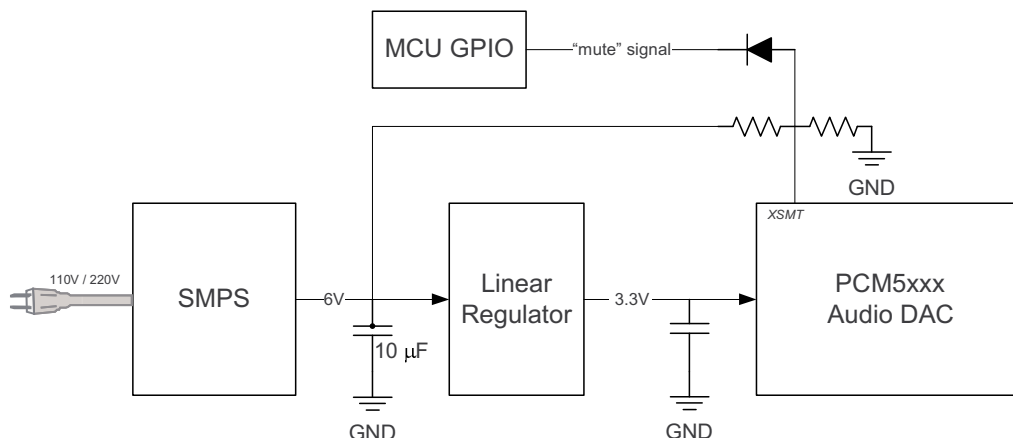 MCU GPIO
“mute” signal
GND
XSMT
110V / 220V
SMPS
6V
Linear
Regulator
3.3V
PCM5xxx
Audio DAC
10 μF
GND
GND